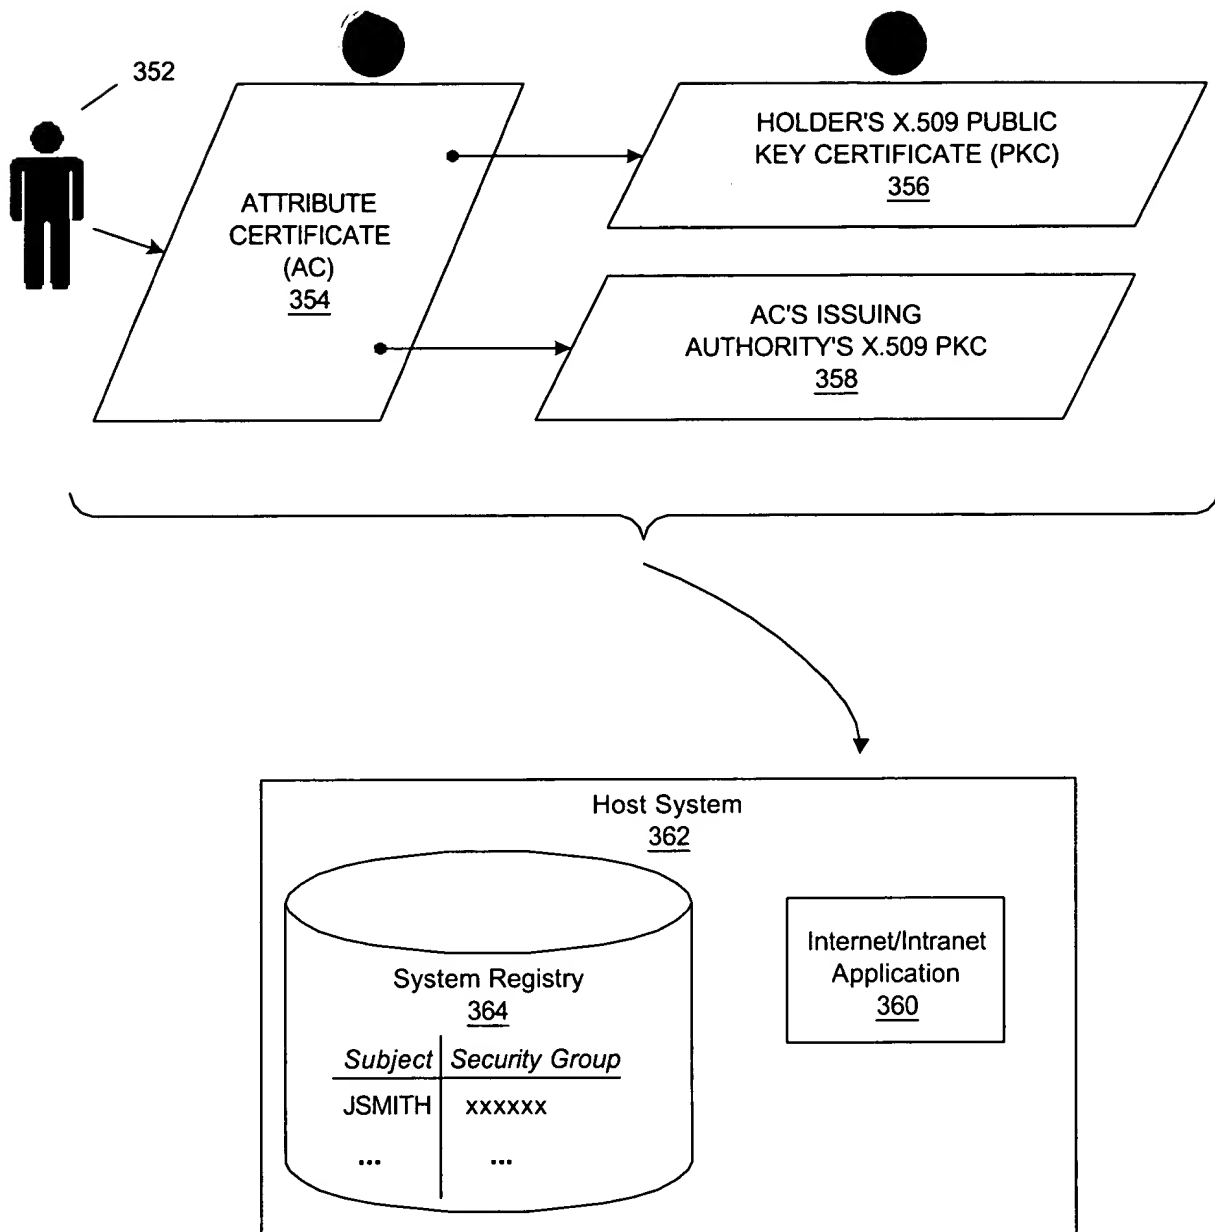 352
ATTRIBUTE
CERTIFICATE
(AC)
354
HOLDER'S X.509 PUBLIC
KEY CERTIFICATE (PKC)
356
AC'S ISSUING
AUTHORITY'S X.509 PKC
358
Host System
362
System Registry
364
Subject Security Group
JSMITH xxxxxx
... ...
Internet/Intranet
Application
360